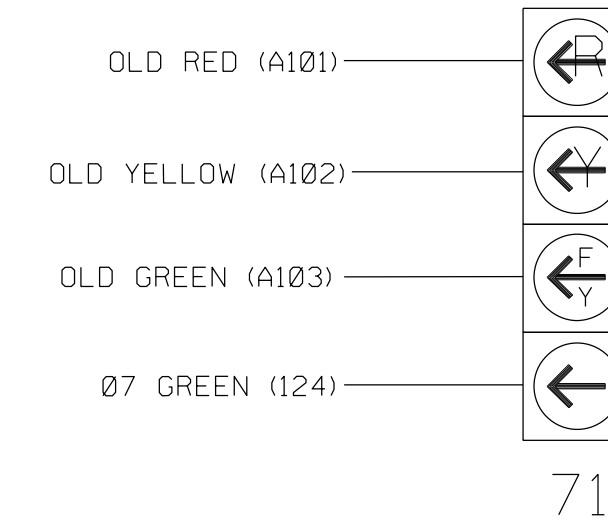 OLD RED (A1Ø1)
R
OLD YELLOW (A1Ø2)
Y
OLD GREEN (A1Ø3)
F
Y
Ø7 GREEN (124)
71